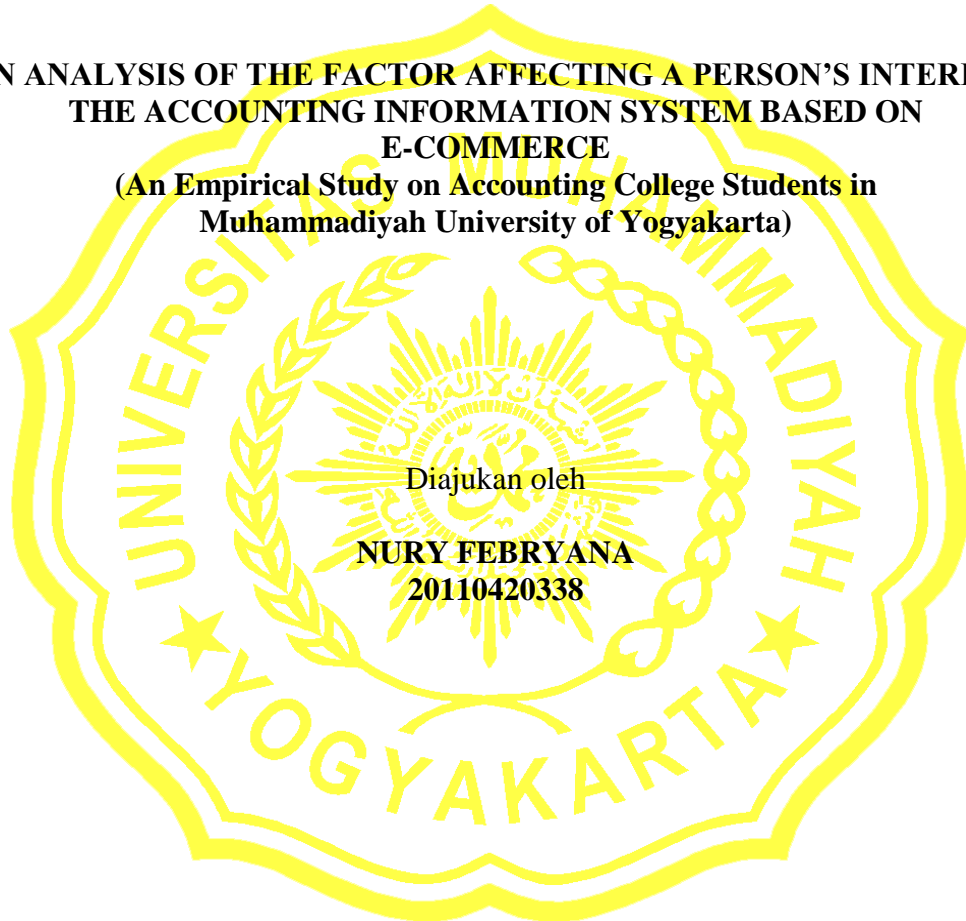 N ANALYSIS OF THE FACTOR AFFECTING A PERSON’S INTER
THE ACCOUNTING INFORMATION SYSTEM BASED ON
E-COMMERCE
(An Empirical Study on Accounting College Students in
Muhammadiyah University of Yogyakarta)
UNIVERSITAS MUHAMMADIYAH
Diajukan oleh
NURY FEBRYANA
20110420338
YOGYAKARTA